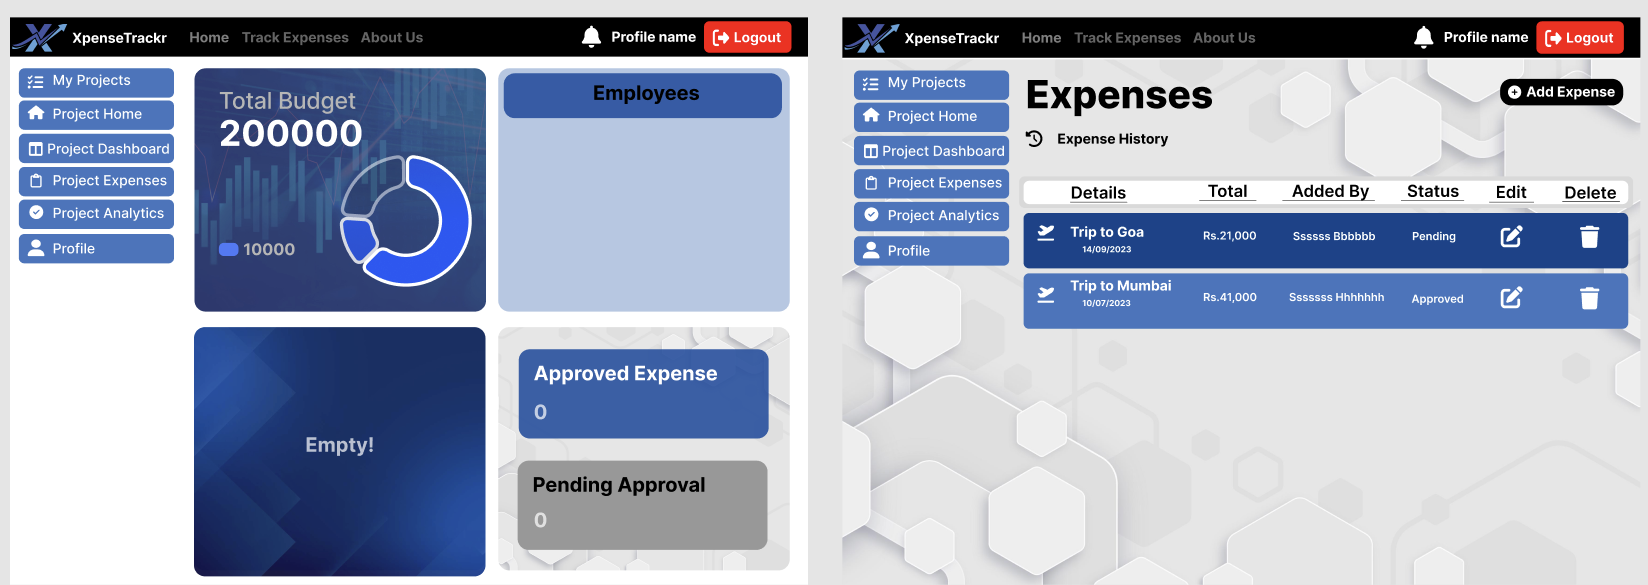 XpenseTrackr Home Track Expenses About Us Profile name Logout
My Projects
Project Home
Project Dashboard
Project Expenses
Project Analytics
Profile
Total Budget
200000
10000
Employees
Empty!
Approved Expense
0
Pending Approval
0
XpenseTrackr Home Track Expenses About Us Profile name Logout
My Projects
Project Home
Project Dashboard
Project Expenses
Project Analytics
Profile
Expenses
Add Expense
Expense History
Details Total Added By Status Edit Delete
Trip to Goa Rs.21,000 Ssssss Bbbbbb Pending
14/09/2023
Trip to Mumbai Rs.41,000 Sssssss Hhhhhhh Approved
10/07/2023